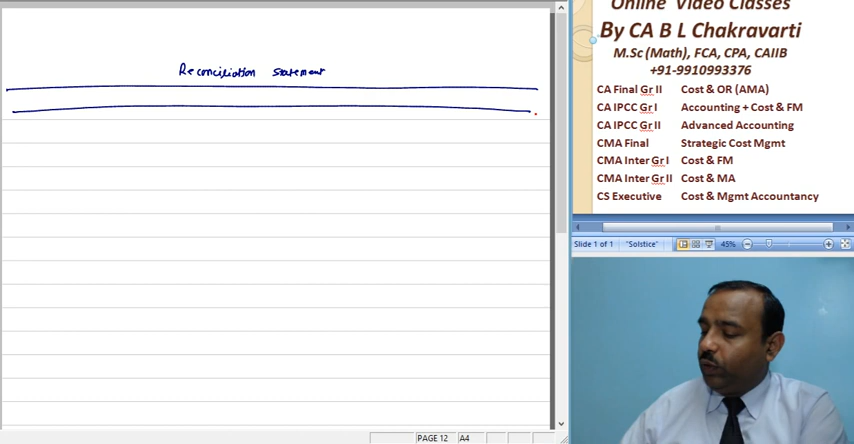 Reconciliation Statement
Online Video Classes
By CA B L Chakravarti
M.Sc (Math), FCA, CPA, CAIIB
+91-9910993376
CA Final Gr II Cost & OR (AMA)
CA IPCC Gr I Accounting + Cost & FM
CA IPCC Gr II Advanced Accounting
CMA Final Strategic Cost Mgmt
CMA Inter Gr I Cost & FM
CMA Inter Gr II Cost & MA
CS Executive Cost & Mgmt Accountancy
Slide 1 of 1 "Solstice" 45%
PAGE 12 A4